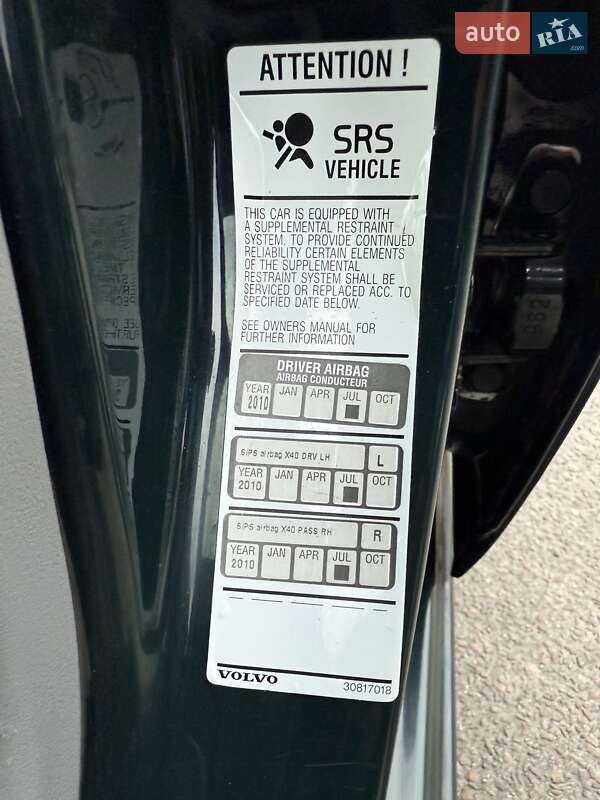 auto RIA.com
ATTENTION !
SRS
VEHICLE
THIS CAR IS EQUIPPED WITH
A SUPPLEMENTAL RESTRAINT
SYSTEM, TO PROVIDE CONTINUED
RELIABILITY CERTAIN ELEMENTS
OF THE SUPPLEMENTAL
RESTRAINT SYSTEM SHALL BE
SERVICED OR REPLACED ACC. TO
SPECIFIED DATE BELOW.
SEE OWNERS MANUAL FOR
FURTHER INFORMATION
DRIVER AIRBAG
AIRBAG CONDUCTEUR
YEAR JAN APR JUL OCT
2010
SIPS airbag X40 DRV LH L
YEAR JAN APR JUL OCT
2010
SIPS airbag X40 PASS RH R
YEAR JAN APR JUL OCT
2010
VOLVO 30817018